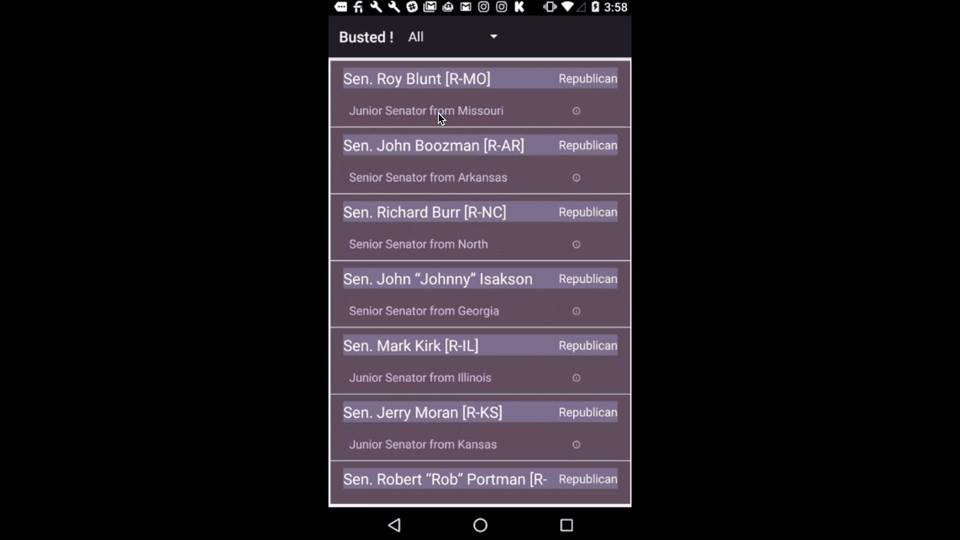 3:58
Busted ! All
Sen. Roy Blunt [R-MO] Republican
Junior Senator from Missouri
Sen. John Boozman [R-AR] Republican
Senior Senator from Arkansas
Sen. Richard Burr [R-NC] Republican
Senior Senator from North
Sen. John “Johnny” Isakson Republican
Senior Senator from Georgia
Sen. Mark Kirk [R-IL] Republican
Junior Senator from Illinois
Sen. Jerry Moran [R-KS] Republican
Junior Senator from Kansas
Sen. Robert “Rob” Portman [R- Republican